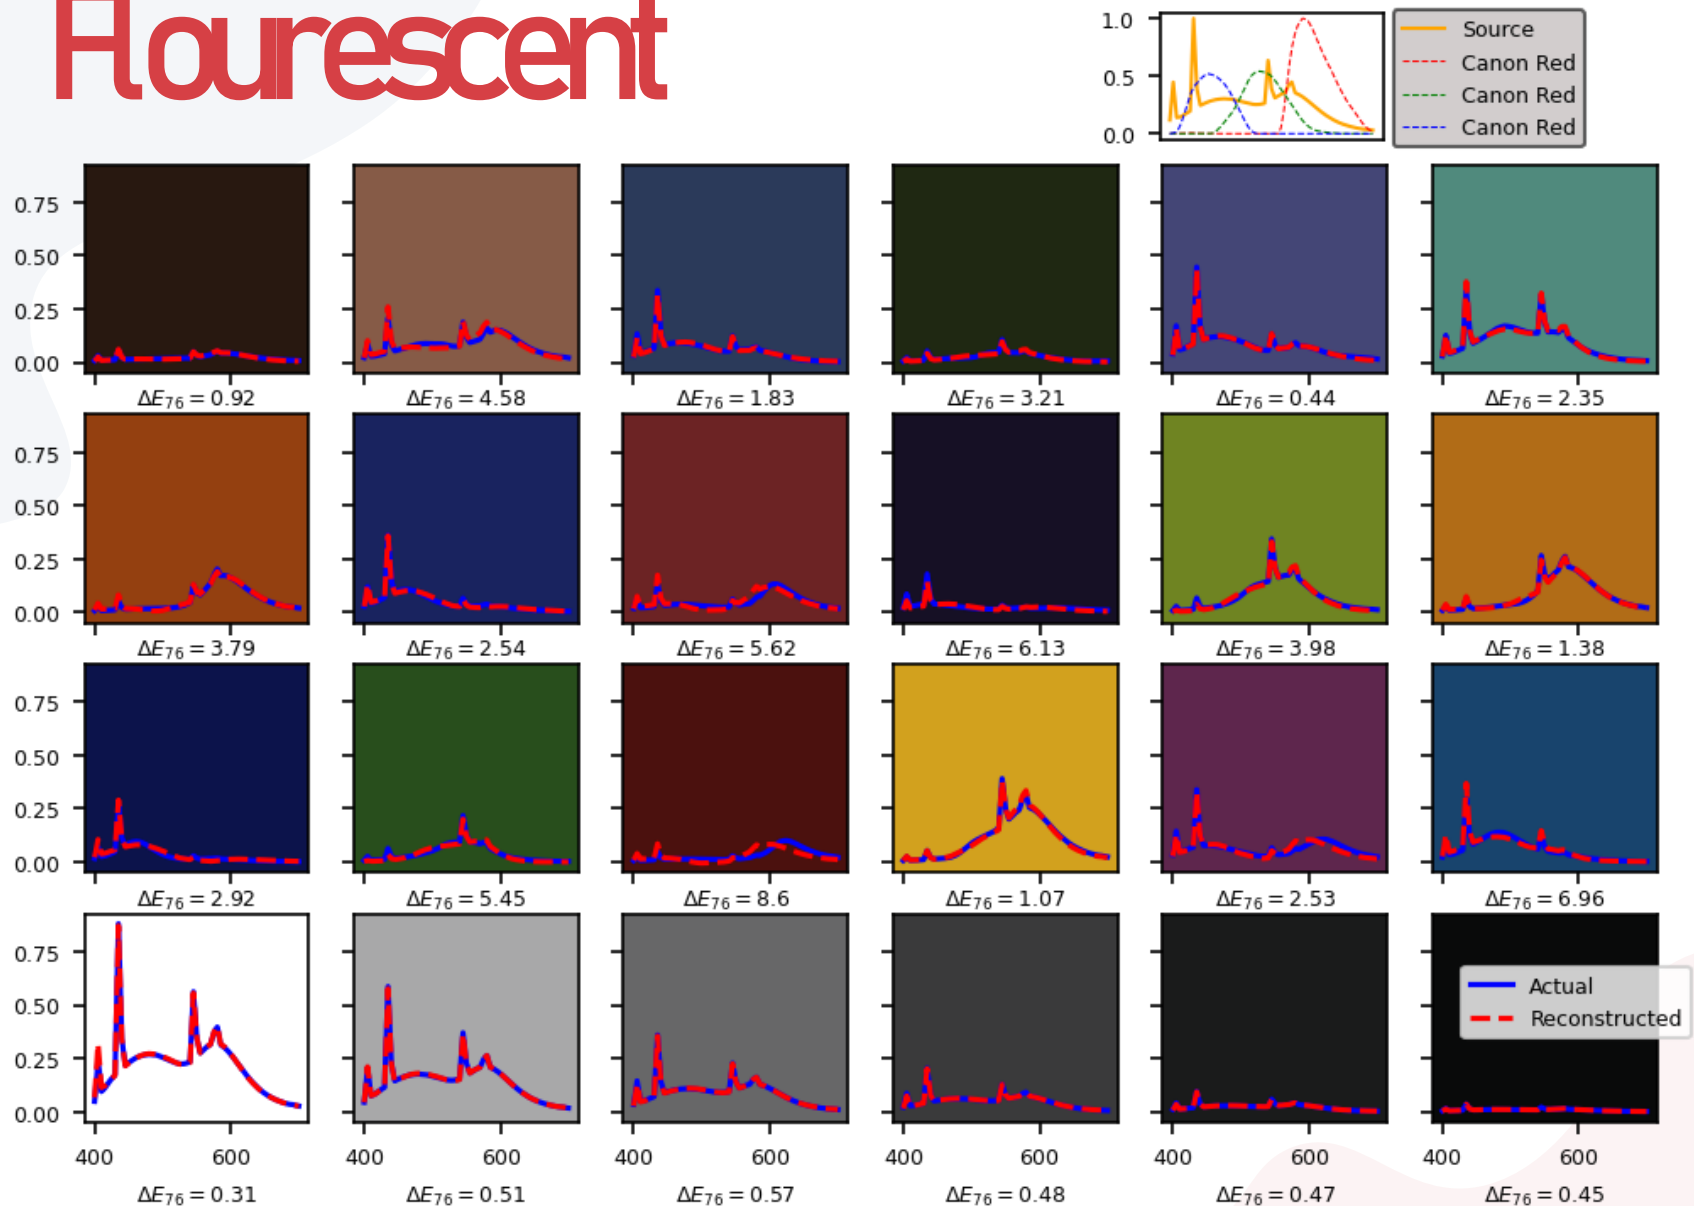 Flourescent
1.0
0.5
0.0
Source
Canon Red
Canon Red
Canon Red
0.75
0.50
0.25
0.00
ΔE₇₆ = 0.92 ΔE₇₆ = 4.58 ΔE₇₆ = 1.83 ΔE₇₆ = 3.21 ΔE₇₆ = 0.44 ΔE₇₆ = 2.35
0.75
0.50
0.25
0.00
ΔE₇₆ = 3.79 ΔE₇₆ = 2.54 ΔE₇₆ = 5.62 ΔE₇₆ = 6.13 ΔE₇₆ = 3.98 ΔE₇₆ = 1.38
0.75
0.50
0.25
0.00
ΔE₇₆ = 2.92 ΔE₇₆ = 5.45 ΔE₇₆ = 8.6 ΔE₇₆ = 1.07 ΔE₇₆ = 2.53 ΔE₇₆ = 6.96
0.75
0.50
0.25
0.00
Actual
Reconstructed
400 600 400 600 400 600 400 600 400 600 400 600
ΔE₇₆ = 0.31 ΔE₇₆ = 0.51 ΔE₇₆ = 0.57 ΔE₇₆ = 0.48 ΔE₇₆ = 0.47 ΔE₇₆ = 0.45